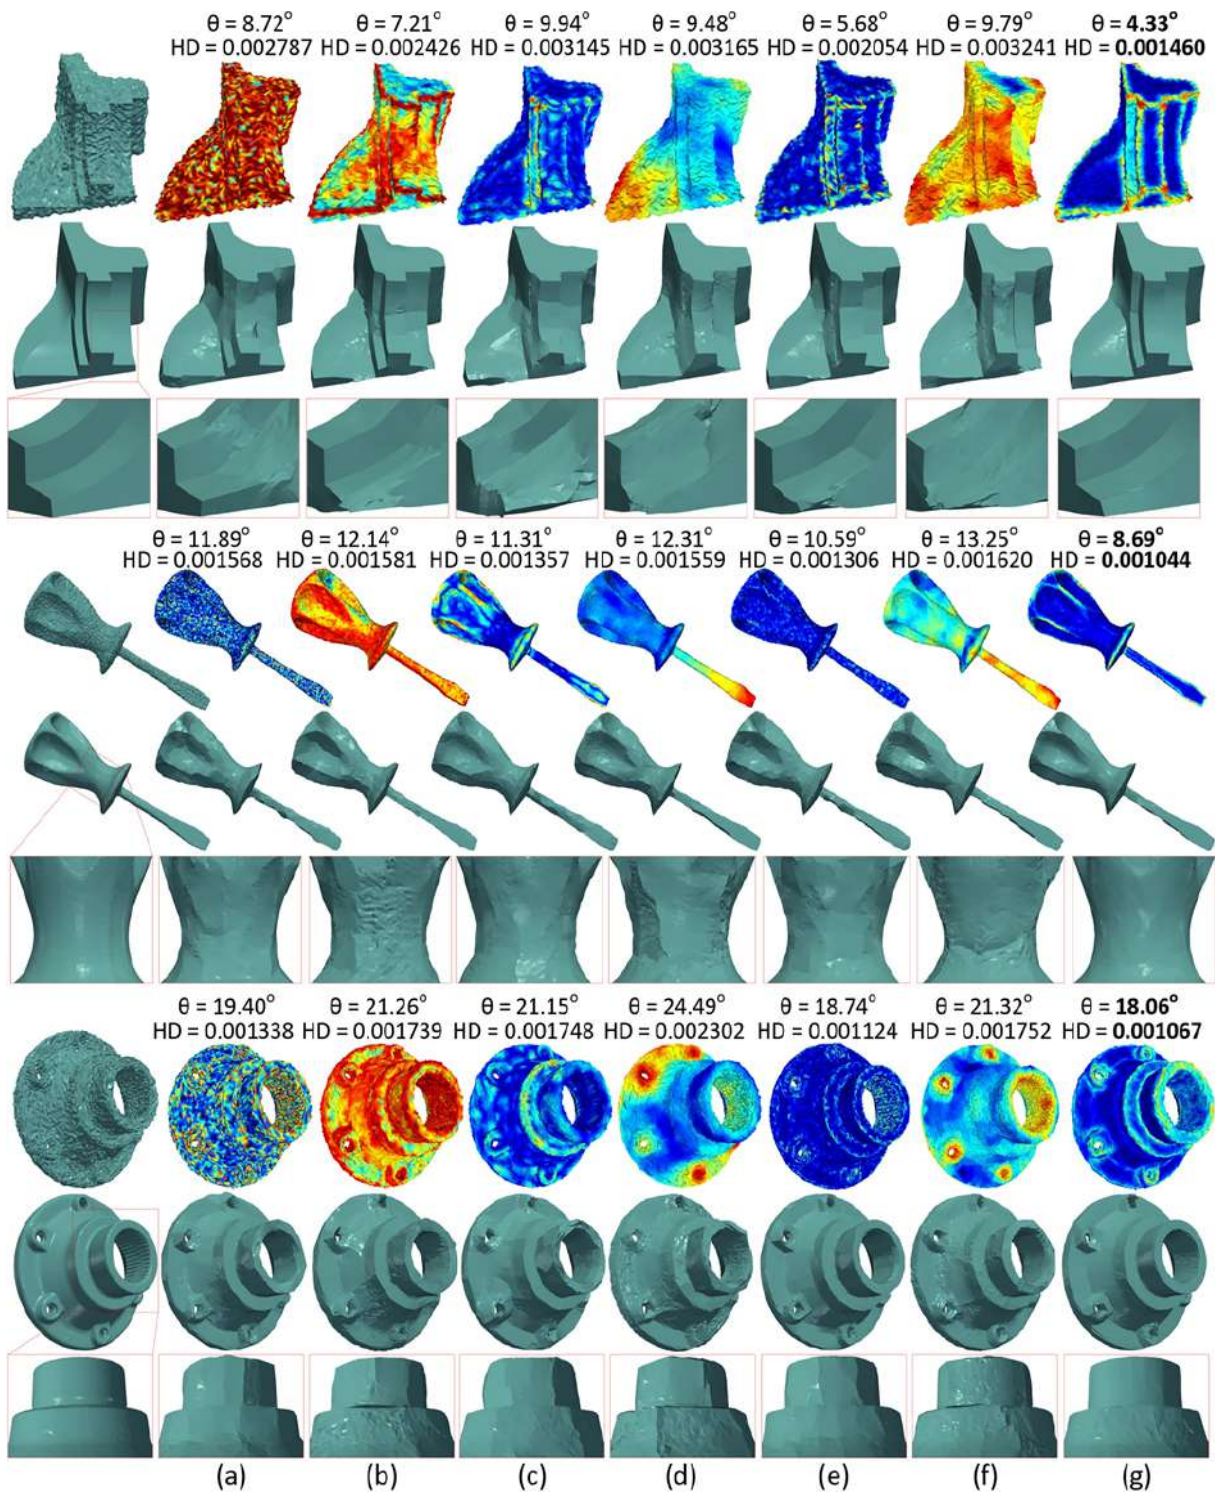 θ = 8.72° θ = 7.21° θ = 9.94° θ = 9.48° θ = 5.68° θ = 9.79° θ = 4.33°
HD = 0.002787 HD = 0.002426 HD = 0.003145 HD = 0.003165 HD = 0.002054 HD = 0.003241 HD = 0.001460
θ = 11.89° θ = 12.14° θ = 11.31° θ = 12.31° θ = 10.59° θ = 13.25° θ = 8.69°
HD = 0.001568 HD = 0.001581 HD = 0.001357 HD = 0.001559 HD = 0.001306 HD = 0.001620 HD = 0.001044
θ = 19.40° θ = 21.26° θ = 21.15° θ = 24.49° θ = 18.74° θ = 21.32° θ = 18.06°
HD = 0.001338 HD = 0.001739 HD = 0.001748 HD = 0.002302 HD = 0.001124 HD = 0.001752 HD = 0.001067
(a) (b) (c) (d) (e) (f) (g)